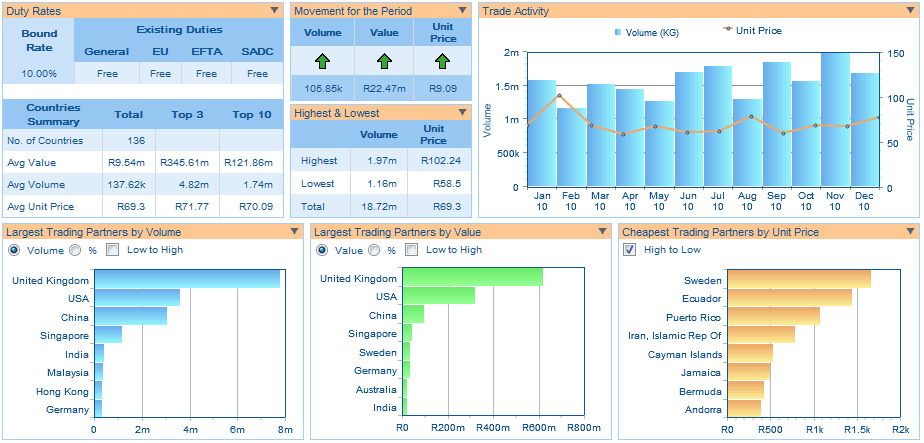 Duty Rates
Bound Rate
Existing Duties
General EU EFTA SADC
10.00% Free Free Free Free
Countries Summary Total Top 3 Top 10
No. of Countries 136
Avg Value R9.54m R345.61m R121.86m
Avg Volume 137.62k 4.82m 1.74m
Avg Unit Price R69.3 R71.77 R70.09
Movement for the Period
Volume Value Unit Price
105.85k R22.47m R9.09
Highest & Lowest
Volume Unit Price
Highest 1.97m R102.24
Lowest 1.16m R58.5
Total 18.72m R69.3
Trade Activity
Volume (KG) Unit Price
Volume
2m
1.5m
1m
500k
0
Unit Price
150
100
50
0
Jan 10 Feb 10 Mar 10 Apr 10 May 10 Jun 10 Jul 10 Aug 10 Sep 10 Oct 10 Nov 10 Dec 10
Largest Trading Partners by Volume
Volume % Low to High
United Kingdom
USA
China
Singapore
India
Malaysia
Hong Kong
Germany
0 2m 4m 6m 8m
Largest Trading Partners by Value
Value % Low to High
United Kingdom
USA
China
Singapore
Sweden
Germany
Australia
India
R0 R200m R400m R600m R800m
Cheapest Trading Partners by Unit Price
High to Low
Sweden
Ecuador
Puerto Rico
Iran, Islamic Rep Of
Cayman Islands
Jamaica
Bermuda
Andorra
R0 R500 R1k R1.5k R2k